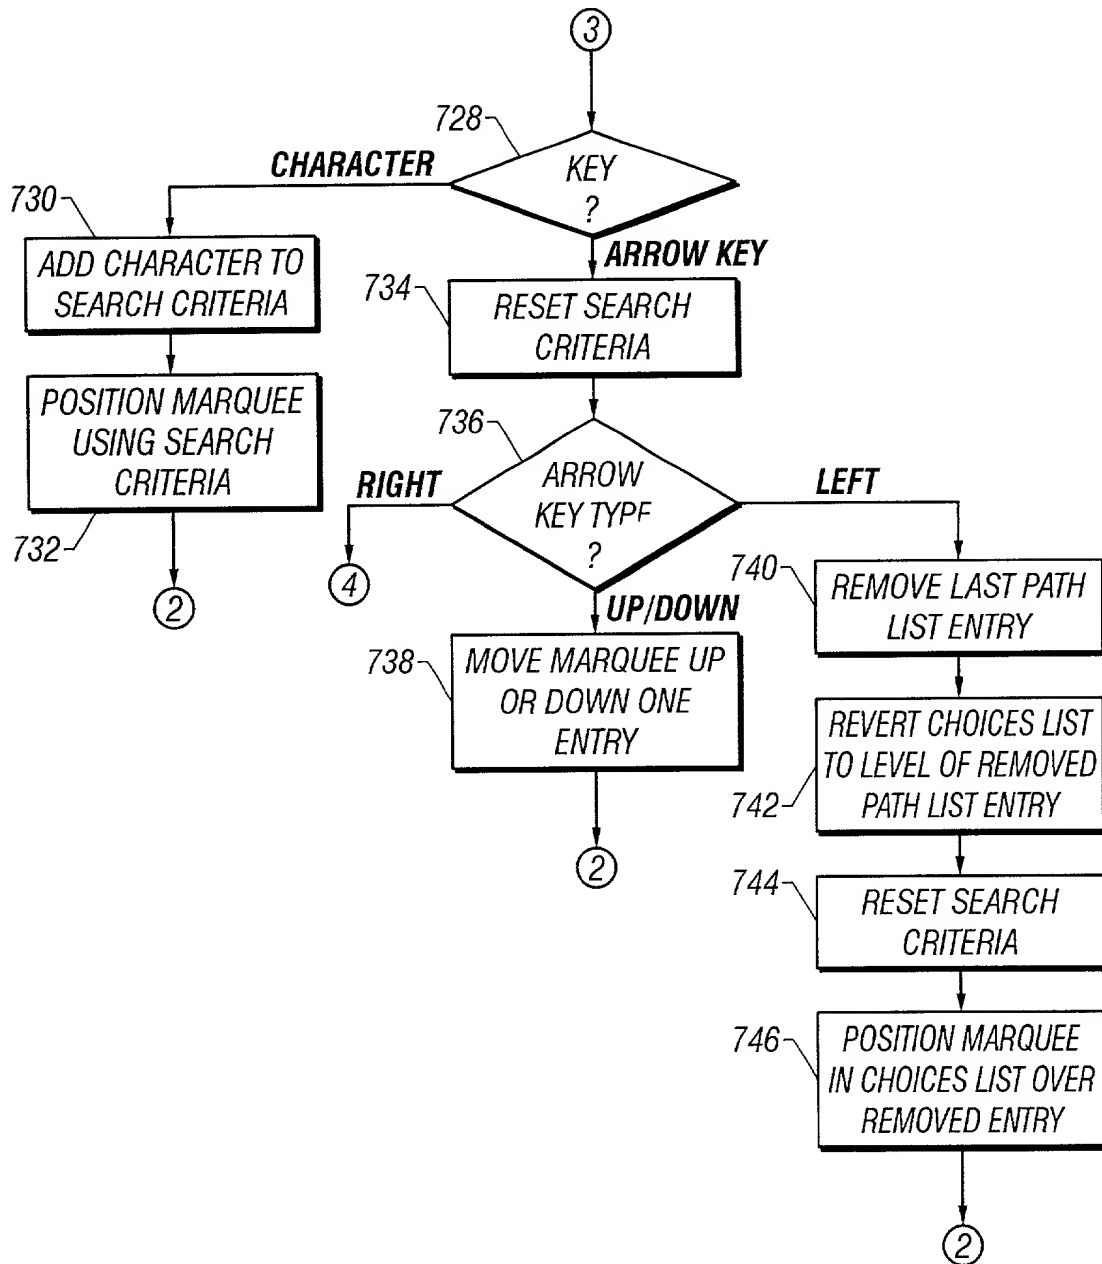 3
728
KEY
?
CHARACTER
730
ADD CHARACTER TO
SEARCH CRITERIA
ARROW KEY
734
RESET SEARCH
CRITERIA
POSITION MARQUEE
USING SEARCH
CRITERIA
732
2
736
ARROW
KEY TYPE
?
RIGHT
4
LEFT
UP/DOWN
738
MOVE MARQUEE UP
OR DOWN ONE
ENTRY
2
740
REMOVE LAST PATH
LIST ENTRY
REVERT CHOICES LIST
TO LEVEL OF REMOVED
PATH LIST ENTRY
742
744
RESET SEARCH
CRITERIA
746
POSITION MARQUEE
IN CHOICES LIST OVER
REMOVED ENTRY
2